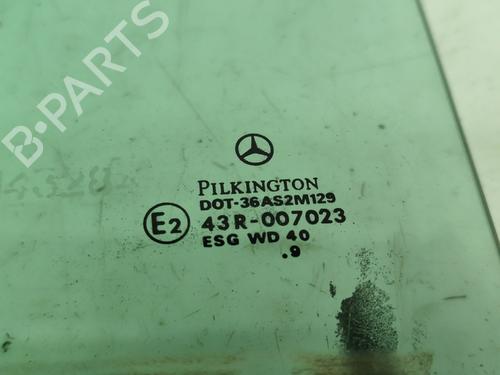 B-PARTS
PILKINGTON
DOT-36AS2M129
E2 43R-007023
ESG WD 40
.9